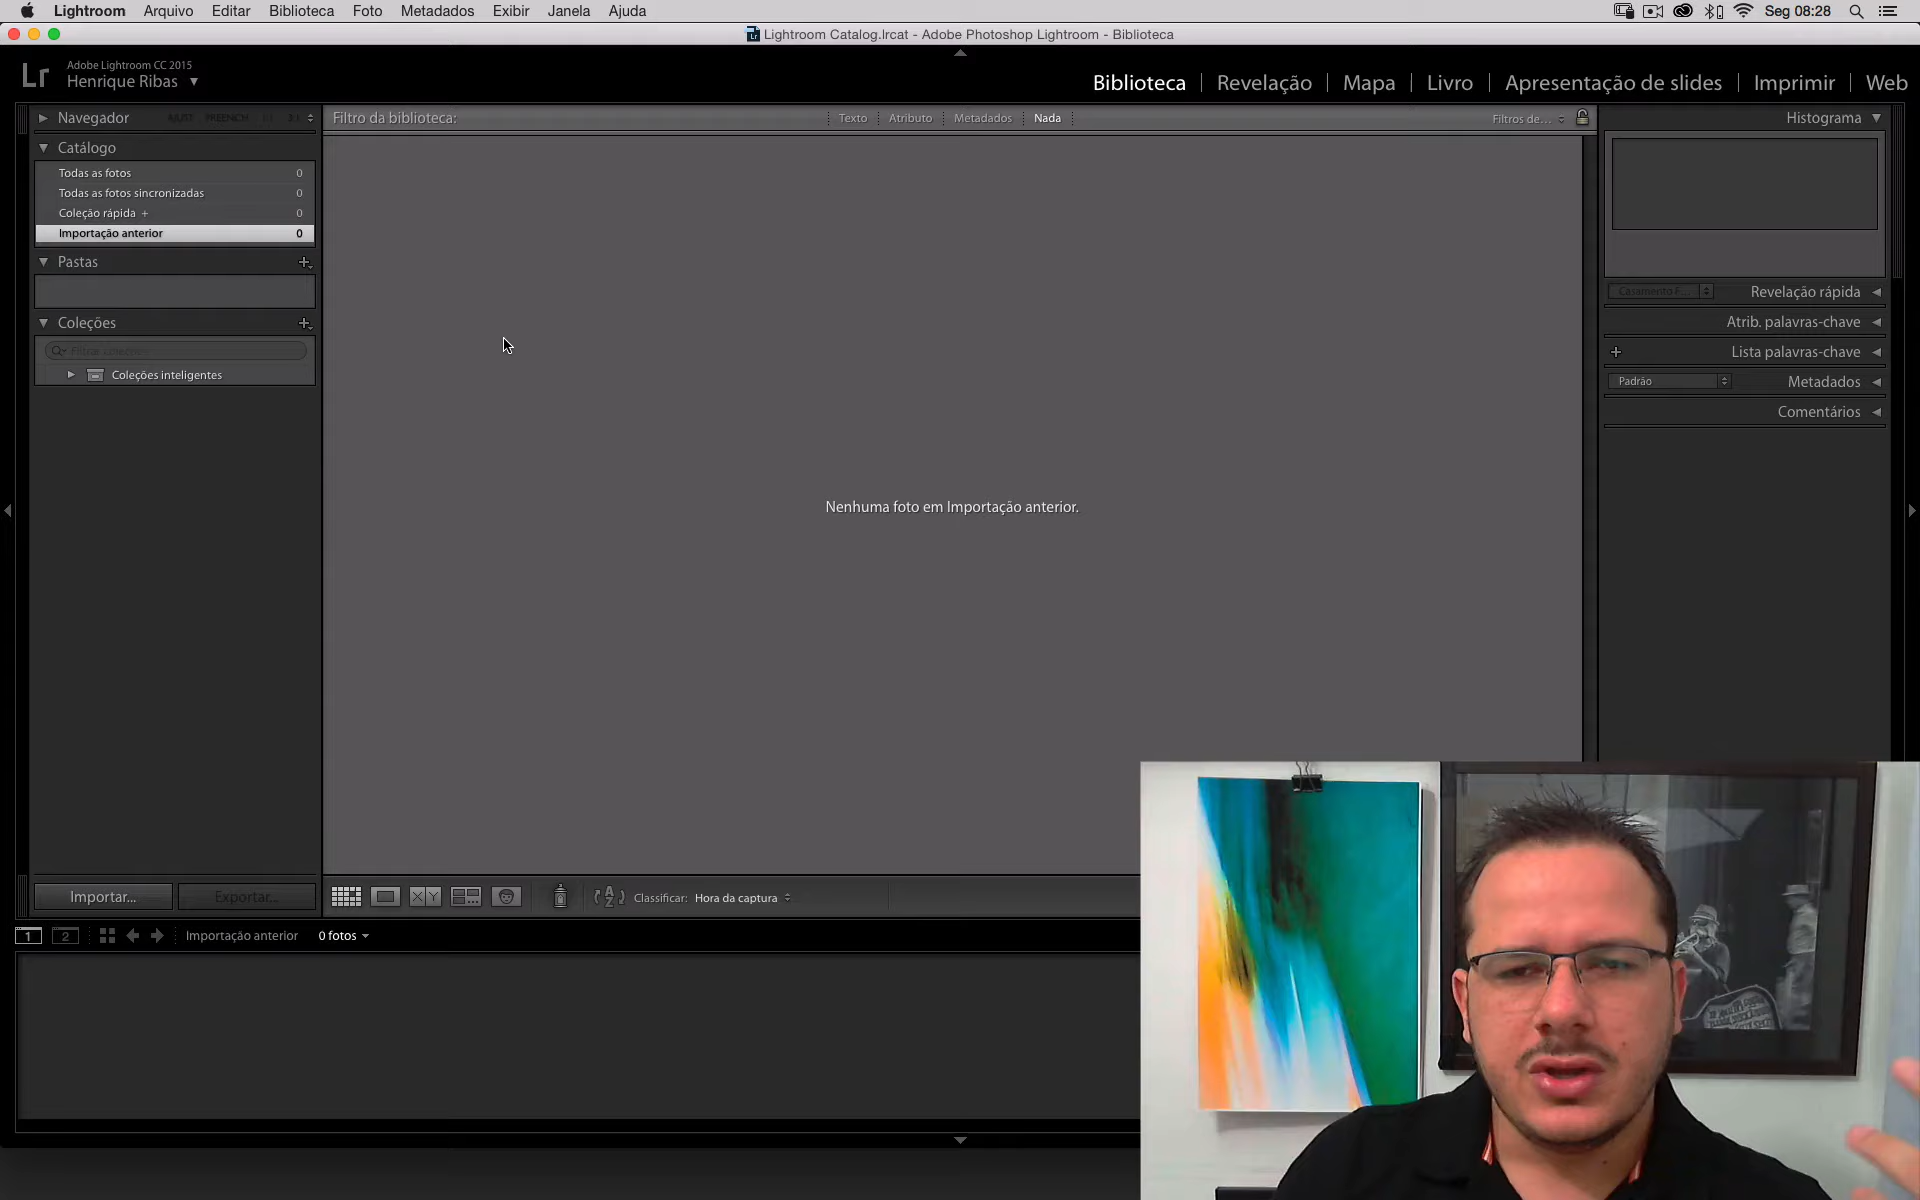 Lightroom Arquivo Editar Biblioteca Foto Metadados Exibir Janela Ajuda Seg 08:28
Lightroom Catalog.lrcat - Adobe Photoshop Lightroom - Biblioteca
Lr Adobe Lightroom CC 2015
Henrique Ribas
Biblioteca | Revelação | Mapa | Livro | Apresentação de slides | Imprimir | Web
Navegador
Filtro da biblioteca: Texto Atributo Metadados Nada Filtros de...
Histograma
Catálogo
Todas as fotos 0
Todas as fotos sincronizadas 0
Coleção rápida + 0
Importação anterior 0
Pastas
Coleções
Coleções inteligentes
Nenhuma foto em Importação anterior.
Revelação rápida
Atrib. palavras-chave
Lista palavras-chave
Padrão Metadados
Comentários
Importar... Exportar...
XY Classificar: Hora da captura
1 2 Importação anterior 0 fotos